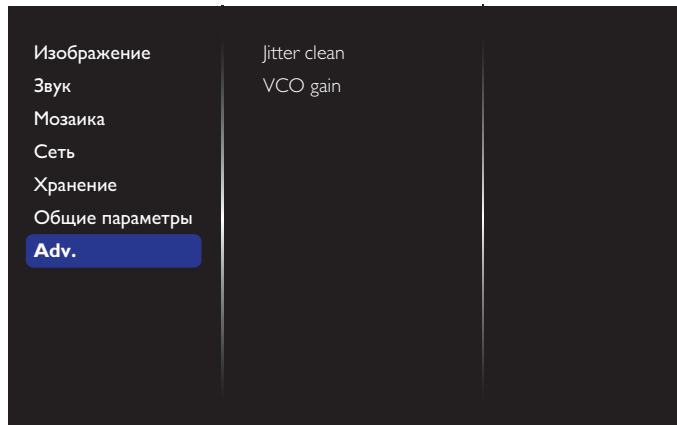 Изображение
Звук
Мозаика
Сеть
Хранение
Общие параметры
Adv.
Jitter clean
VCO gain